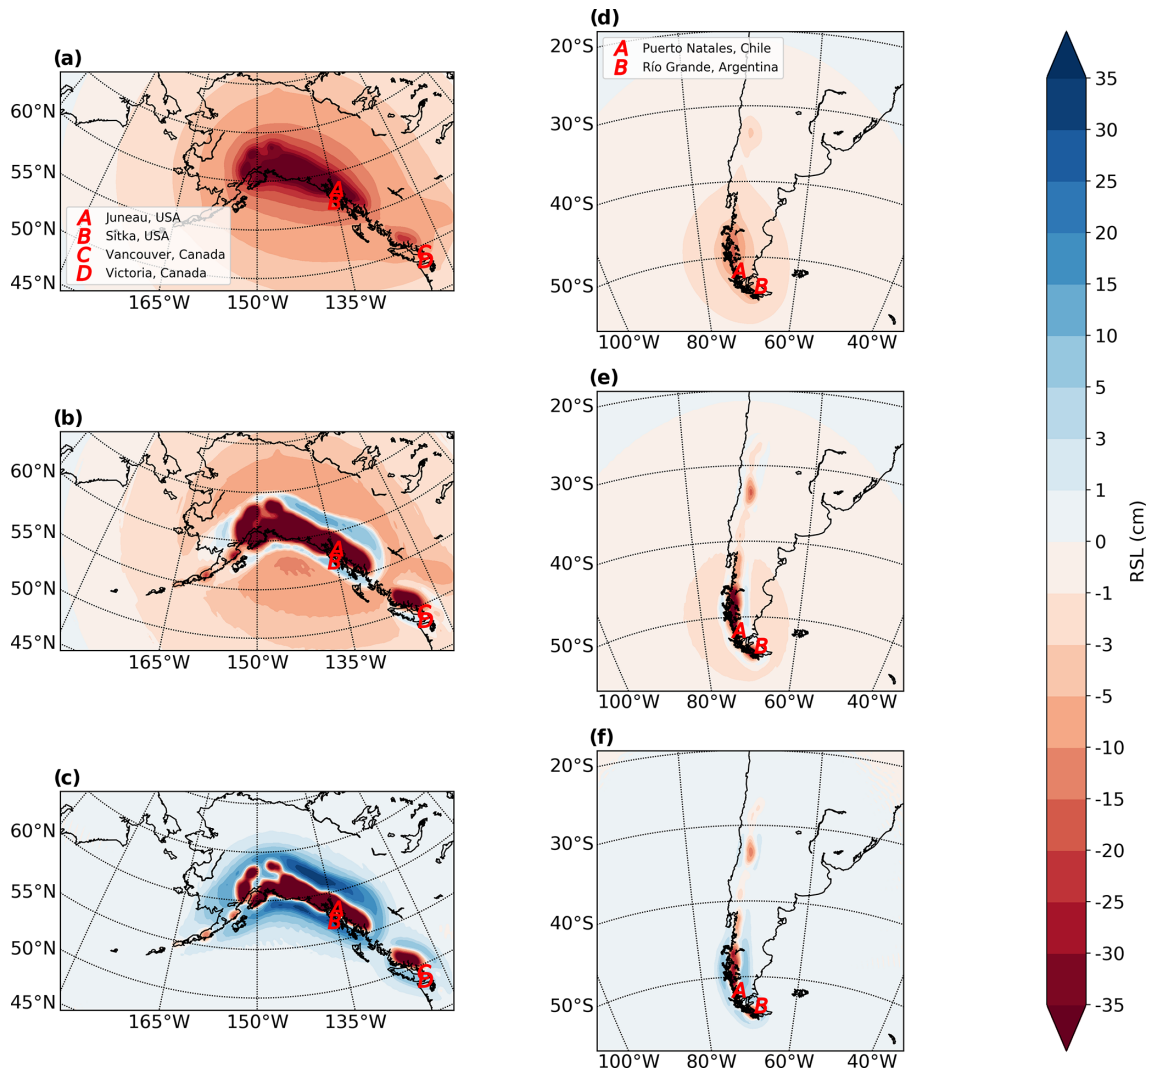 (a)
60°N
55°N
50°N
45°N
A Juneau, USA
B Sitka, USA
C Vancouver, Canada
D Victoria, Canada
A
B
C
D
165°W 150°W 135°W
(b)
60°N
55°N
50°N
45°N
A
B
C
D
165°W 150°W 135°W
(c)
60°N
55°N
50°N
45°N
A
B
C
D
165°W 150°W 135°W
(d)
A Puerto Natales, Chile
B Río Grande, Argentina
20°S
30°S
40°S
50°S
A
B
100°W 80°W 60°W 40°W
(e)
20°S
30°S
40°S
50°S
A
B
100°W 80°W 60°W 40°W
(f)
20°S
30°S
40°S
50°S
A
B
100°W 80°W 60°W 40°W
35
30
25
20
15
10
5
3
1
0
-1
-3
-5
-10
-15
-20
-25
-30
-35
RSL (cm)